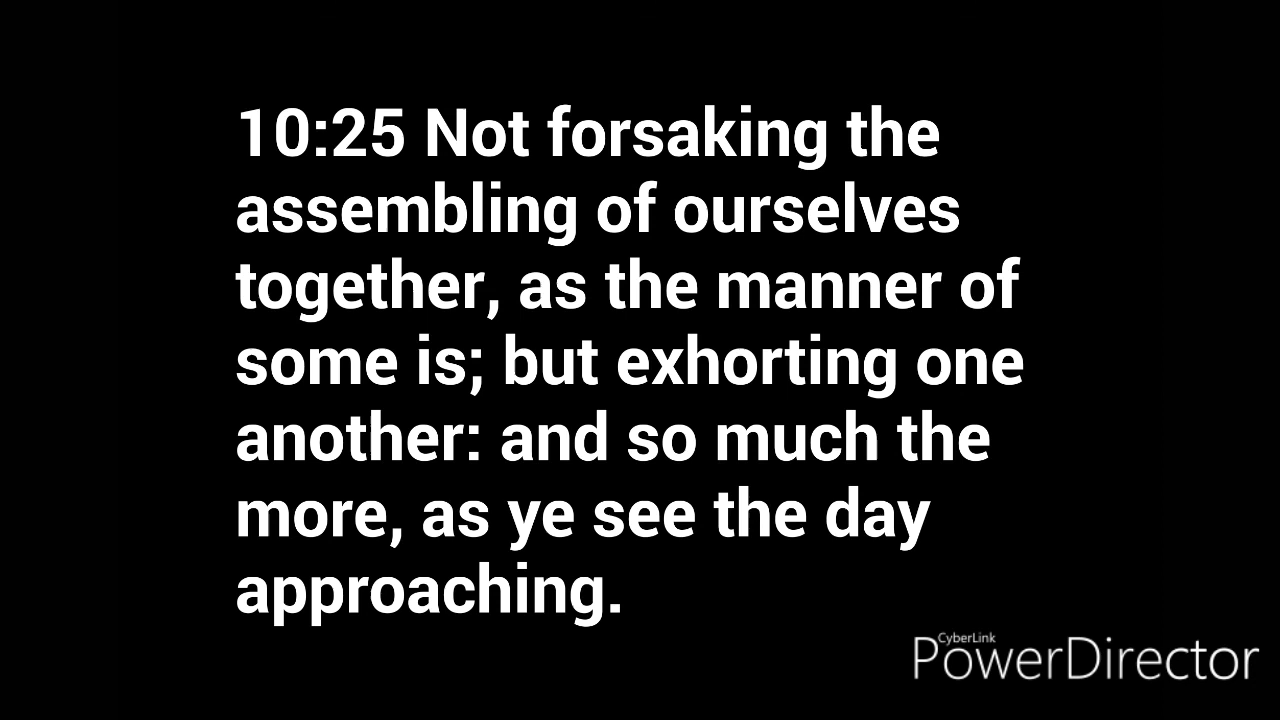 10:25 Not forsaking the
assembling of ourselves
together, as the manner of
some is; but exhorting one
another: and so much the
more, as ye see the day
approaching.
CyberLink
PowerDirector